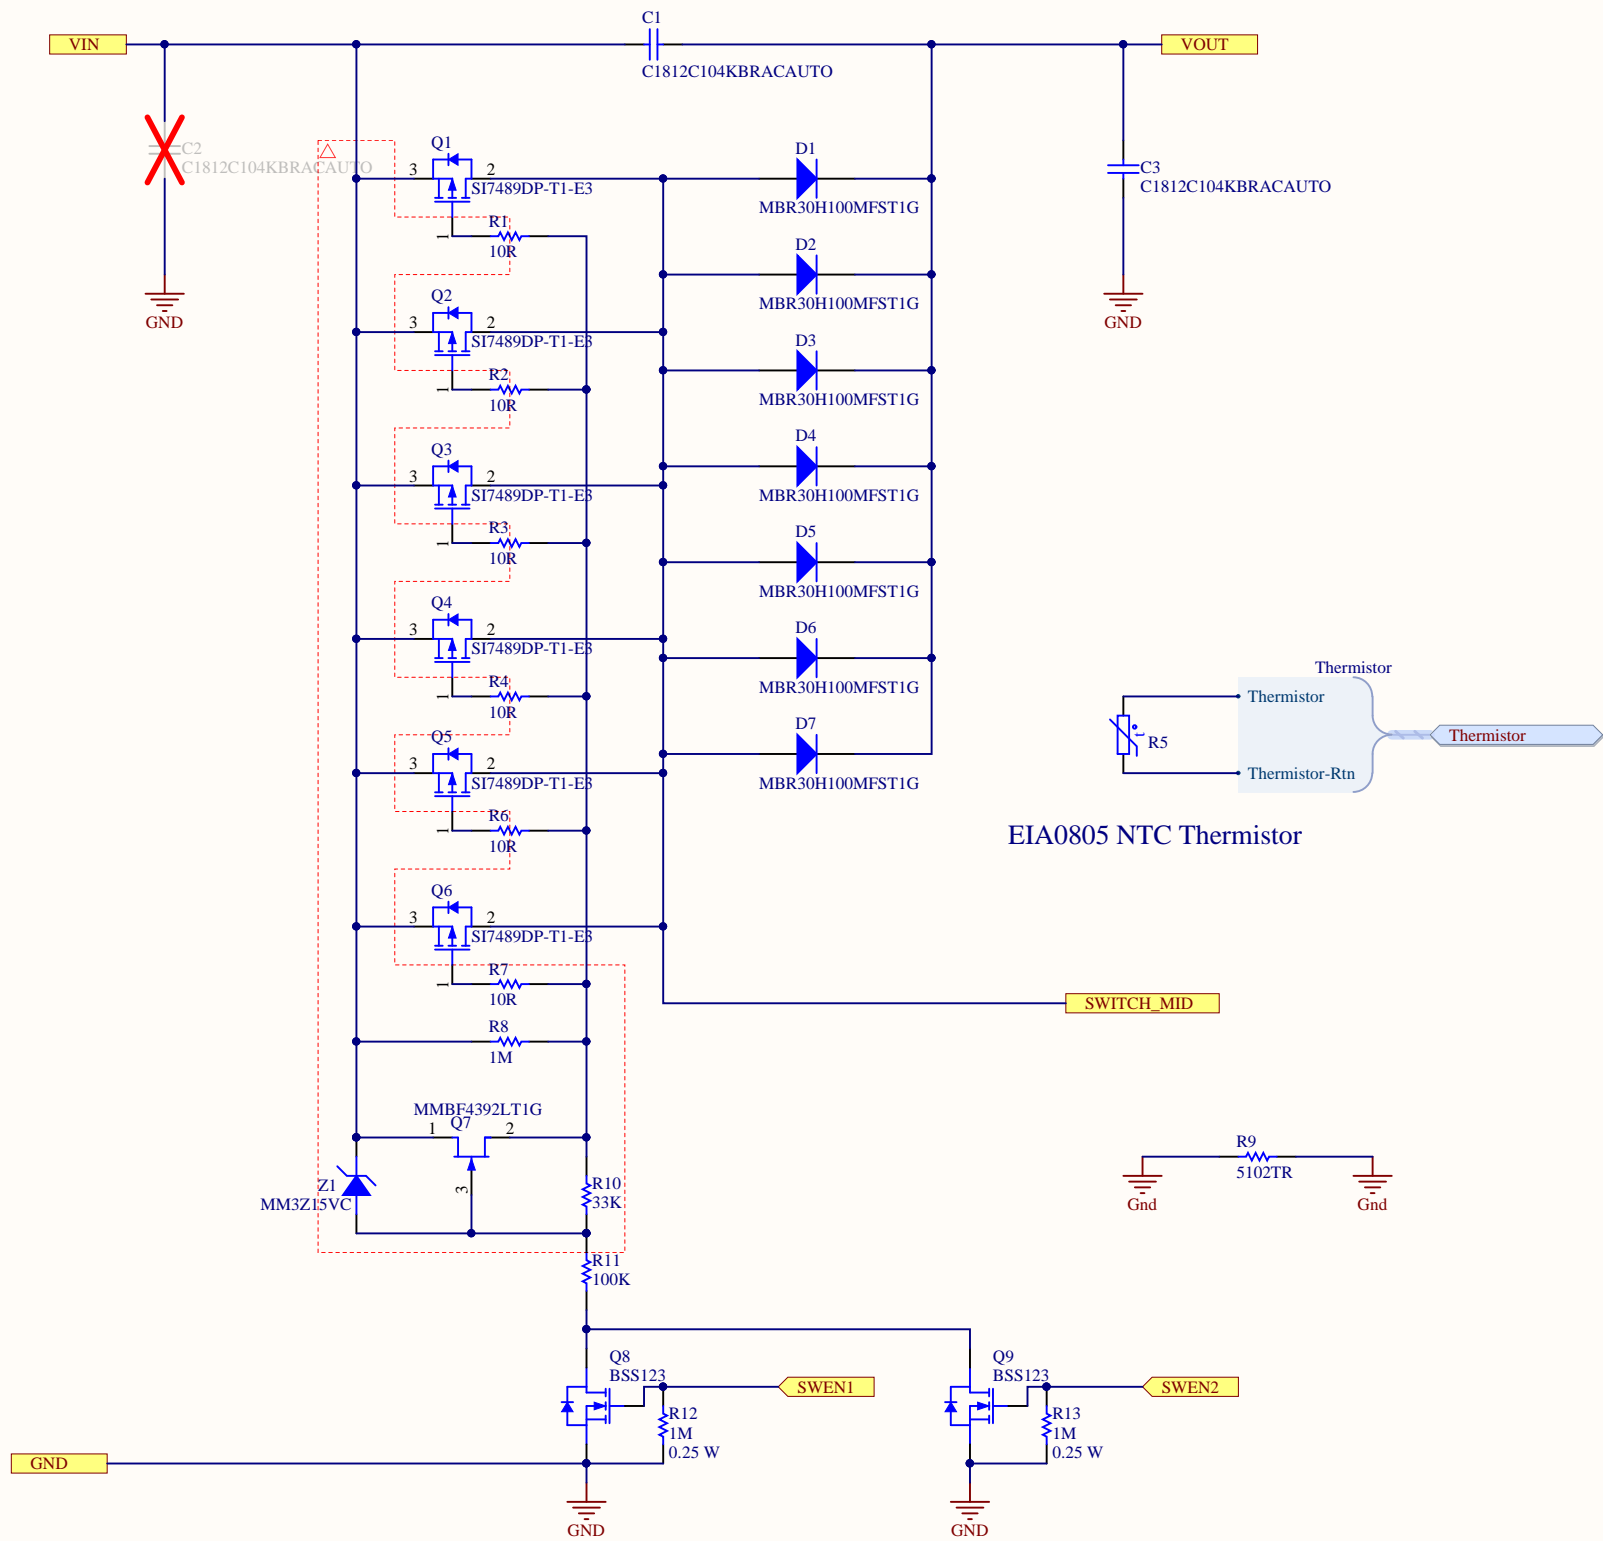 C1
VIN
VOUT
C1812C104KBRACAUTO
C2
C1812C104KBRACAUTO
GND
C3
C1812C104KBRACAUTO
GND
Q1
3
2
SI7489DP-T1-E3
1
R1
10R
Q2
3
2
SI7489DP-T1-E3
1
R2
10R
Q3
3
2
SI7489DP-T1-E3
1
R3
10R
Q4
3
2
SI7489DP-T1-E3
1
R4
10R
Q5
3
2
SI7489DP-T1-E3
1
R6
10R
Q6
3
2
SI7489DP-T1-E3
1
R7
10R
R8
1M
D1
MBR30H100MFST1G
D2
MBR30H100MFST1G
D3
MBR30H100MFST1G
D4
MBR30H100MFST1G
D5
MBR30H100MFST1G
D6
MBR30H100MFST1G
D7
MBR30H100MFST1G
Thermistor
Thermistor
R5
t°
Thermistor
Thermistor-Rtn
EIA0805 NTC Thermistor
SWITCH_MID
MMBF4392LT1G
Q7
1
2
3
Z1
MM3Z15VC
R10
33K
R11
100K
R9
5102TR
Gnd
Gnd
Q8
BSS123
SWEN1
R12
1M
0.25 W
Q9
BSS123
SWEN2
R13
1M
0.25 W
GND
GND
GND